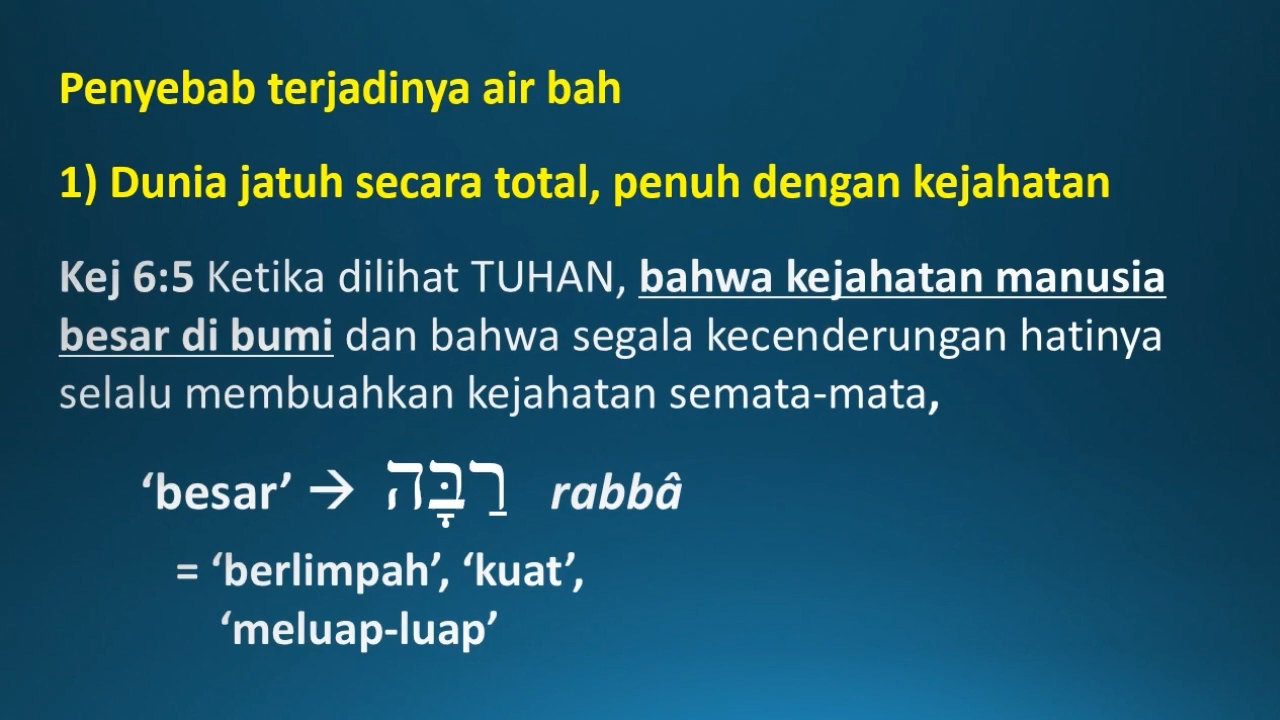 Penyebab terjadinya air bah
1) Dunia jatuh secara total, penuh dengan kejahatan
Kej 6:5 Ketika dilihat TUHAN, bahwa kejahatan manusia
besar di bumi dan bahwa segala kecenderungan hatinya
selalu membuahkan kejahatan semata-mata,
‘besar’ → רַבָּה rabbâ
= ‘berlimpah’, ‘kuat’,
‘meluap-luap’